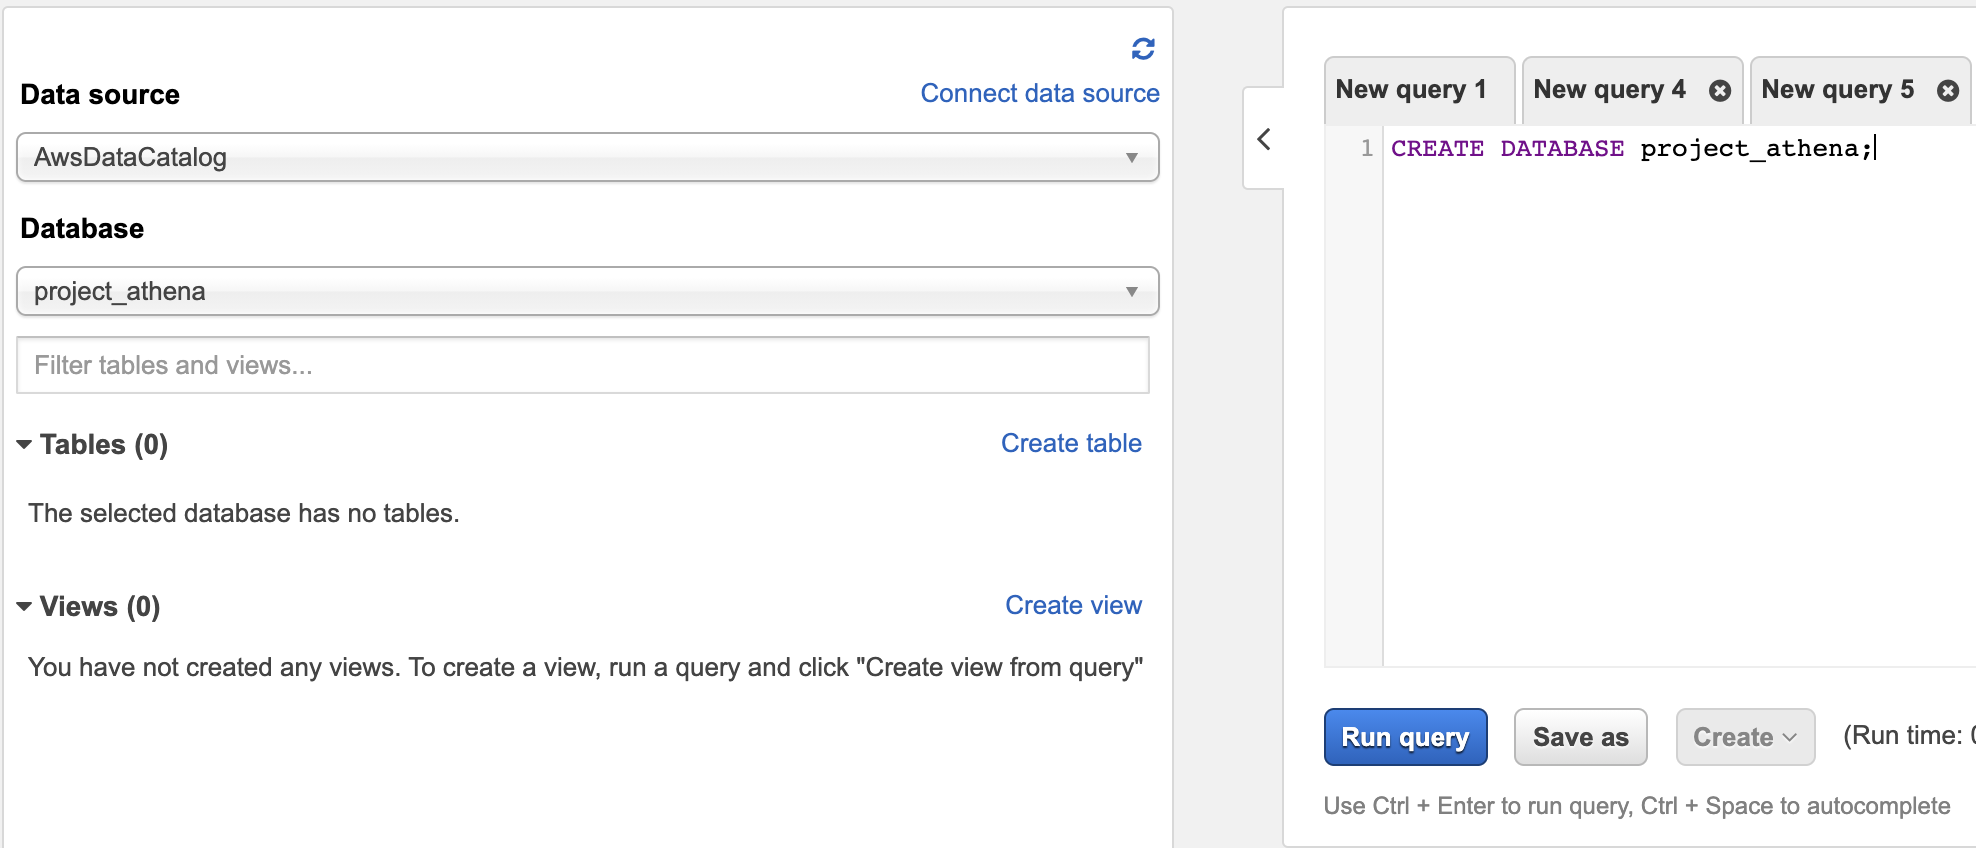 Data source
Connect data source
AwsDataCatalog
Database
project_athena
Filter tables and views...
Tables (0)
Create table
The selected database has no tables.
Views (0)
Create view
You have not created any views. To create a view, run a query and click "Create view from query"
New query 1
New query 4
New query 5
1 CREATE DATABASE project_athena;
Run query
Save as
Create
(Run time:
Use Ctrl + Enter to run query, Ctrl + Space to autocomplete